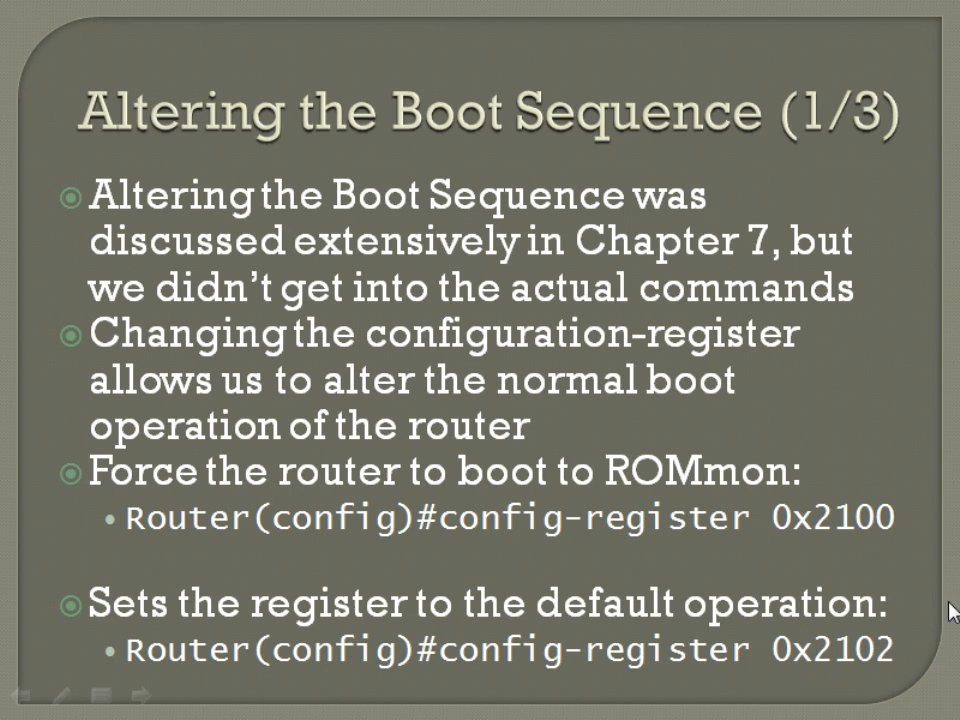 Altering the Boot Sequence (1/3)
Altering the Boot Sequence was
discussed extensively in Chapter 7, but
we didn't get into the actual commands
Changing the configuration-register
allows us to alter the normal boot
operation of the router
Force the router to boot to ROMmon:
Router(config)#config-register 0x2100
Sets the register to the default operation:
Router(config)#config-register 0x2102